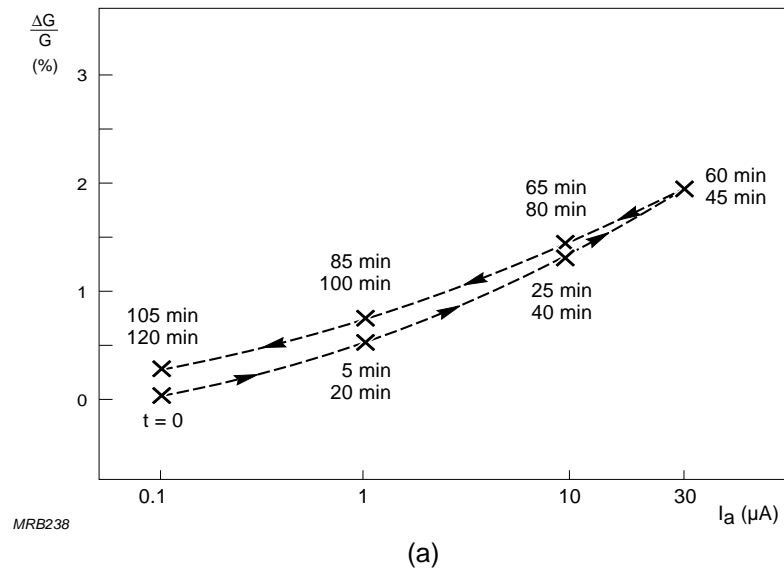 ΔG
G
(%)
3
2
1
0
60 min
45 min
65 min
80 min
85 min
100 min
25 min
40 min
105 min
120 min
5 min
20 min
t = 0
0.1
1
10
30
Ia (µA)
MRB238
(a)